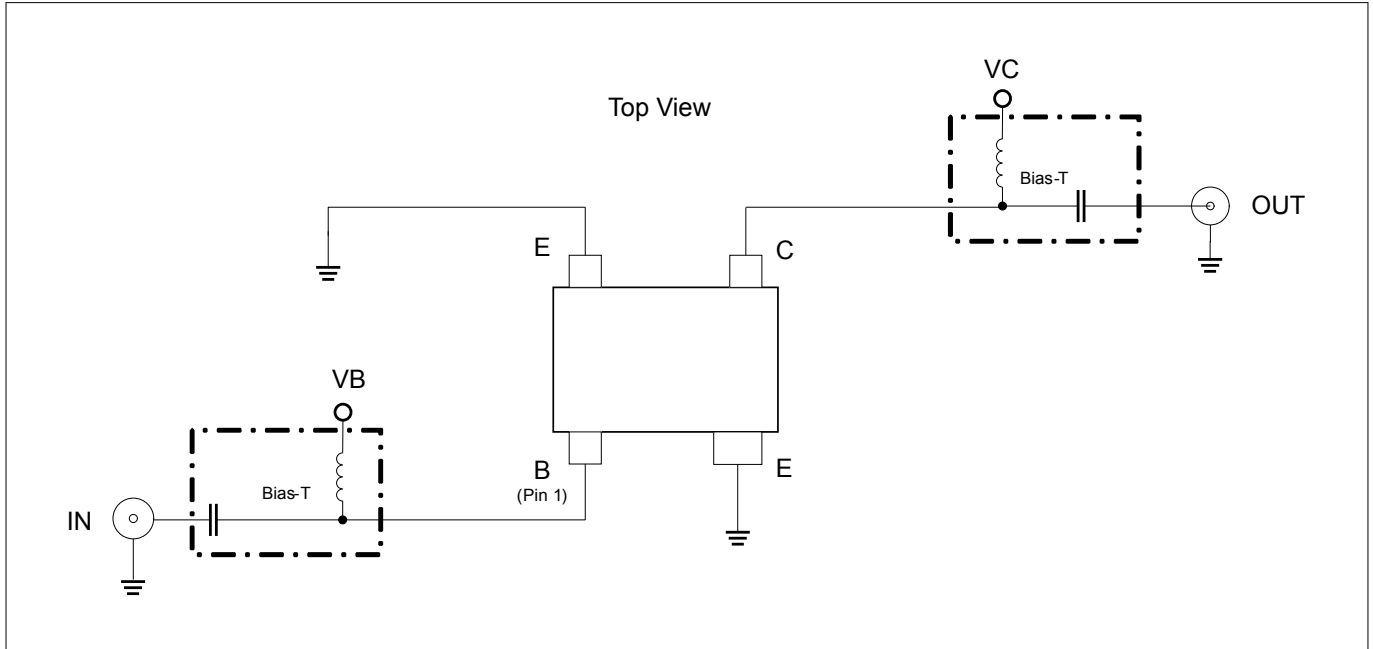 VC
Top View
Bias-T
OUT
E
C
VB
B
(Pin 1)
E
Bias-T
IN